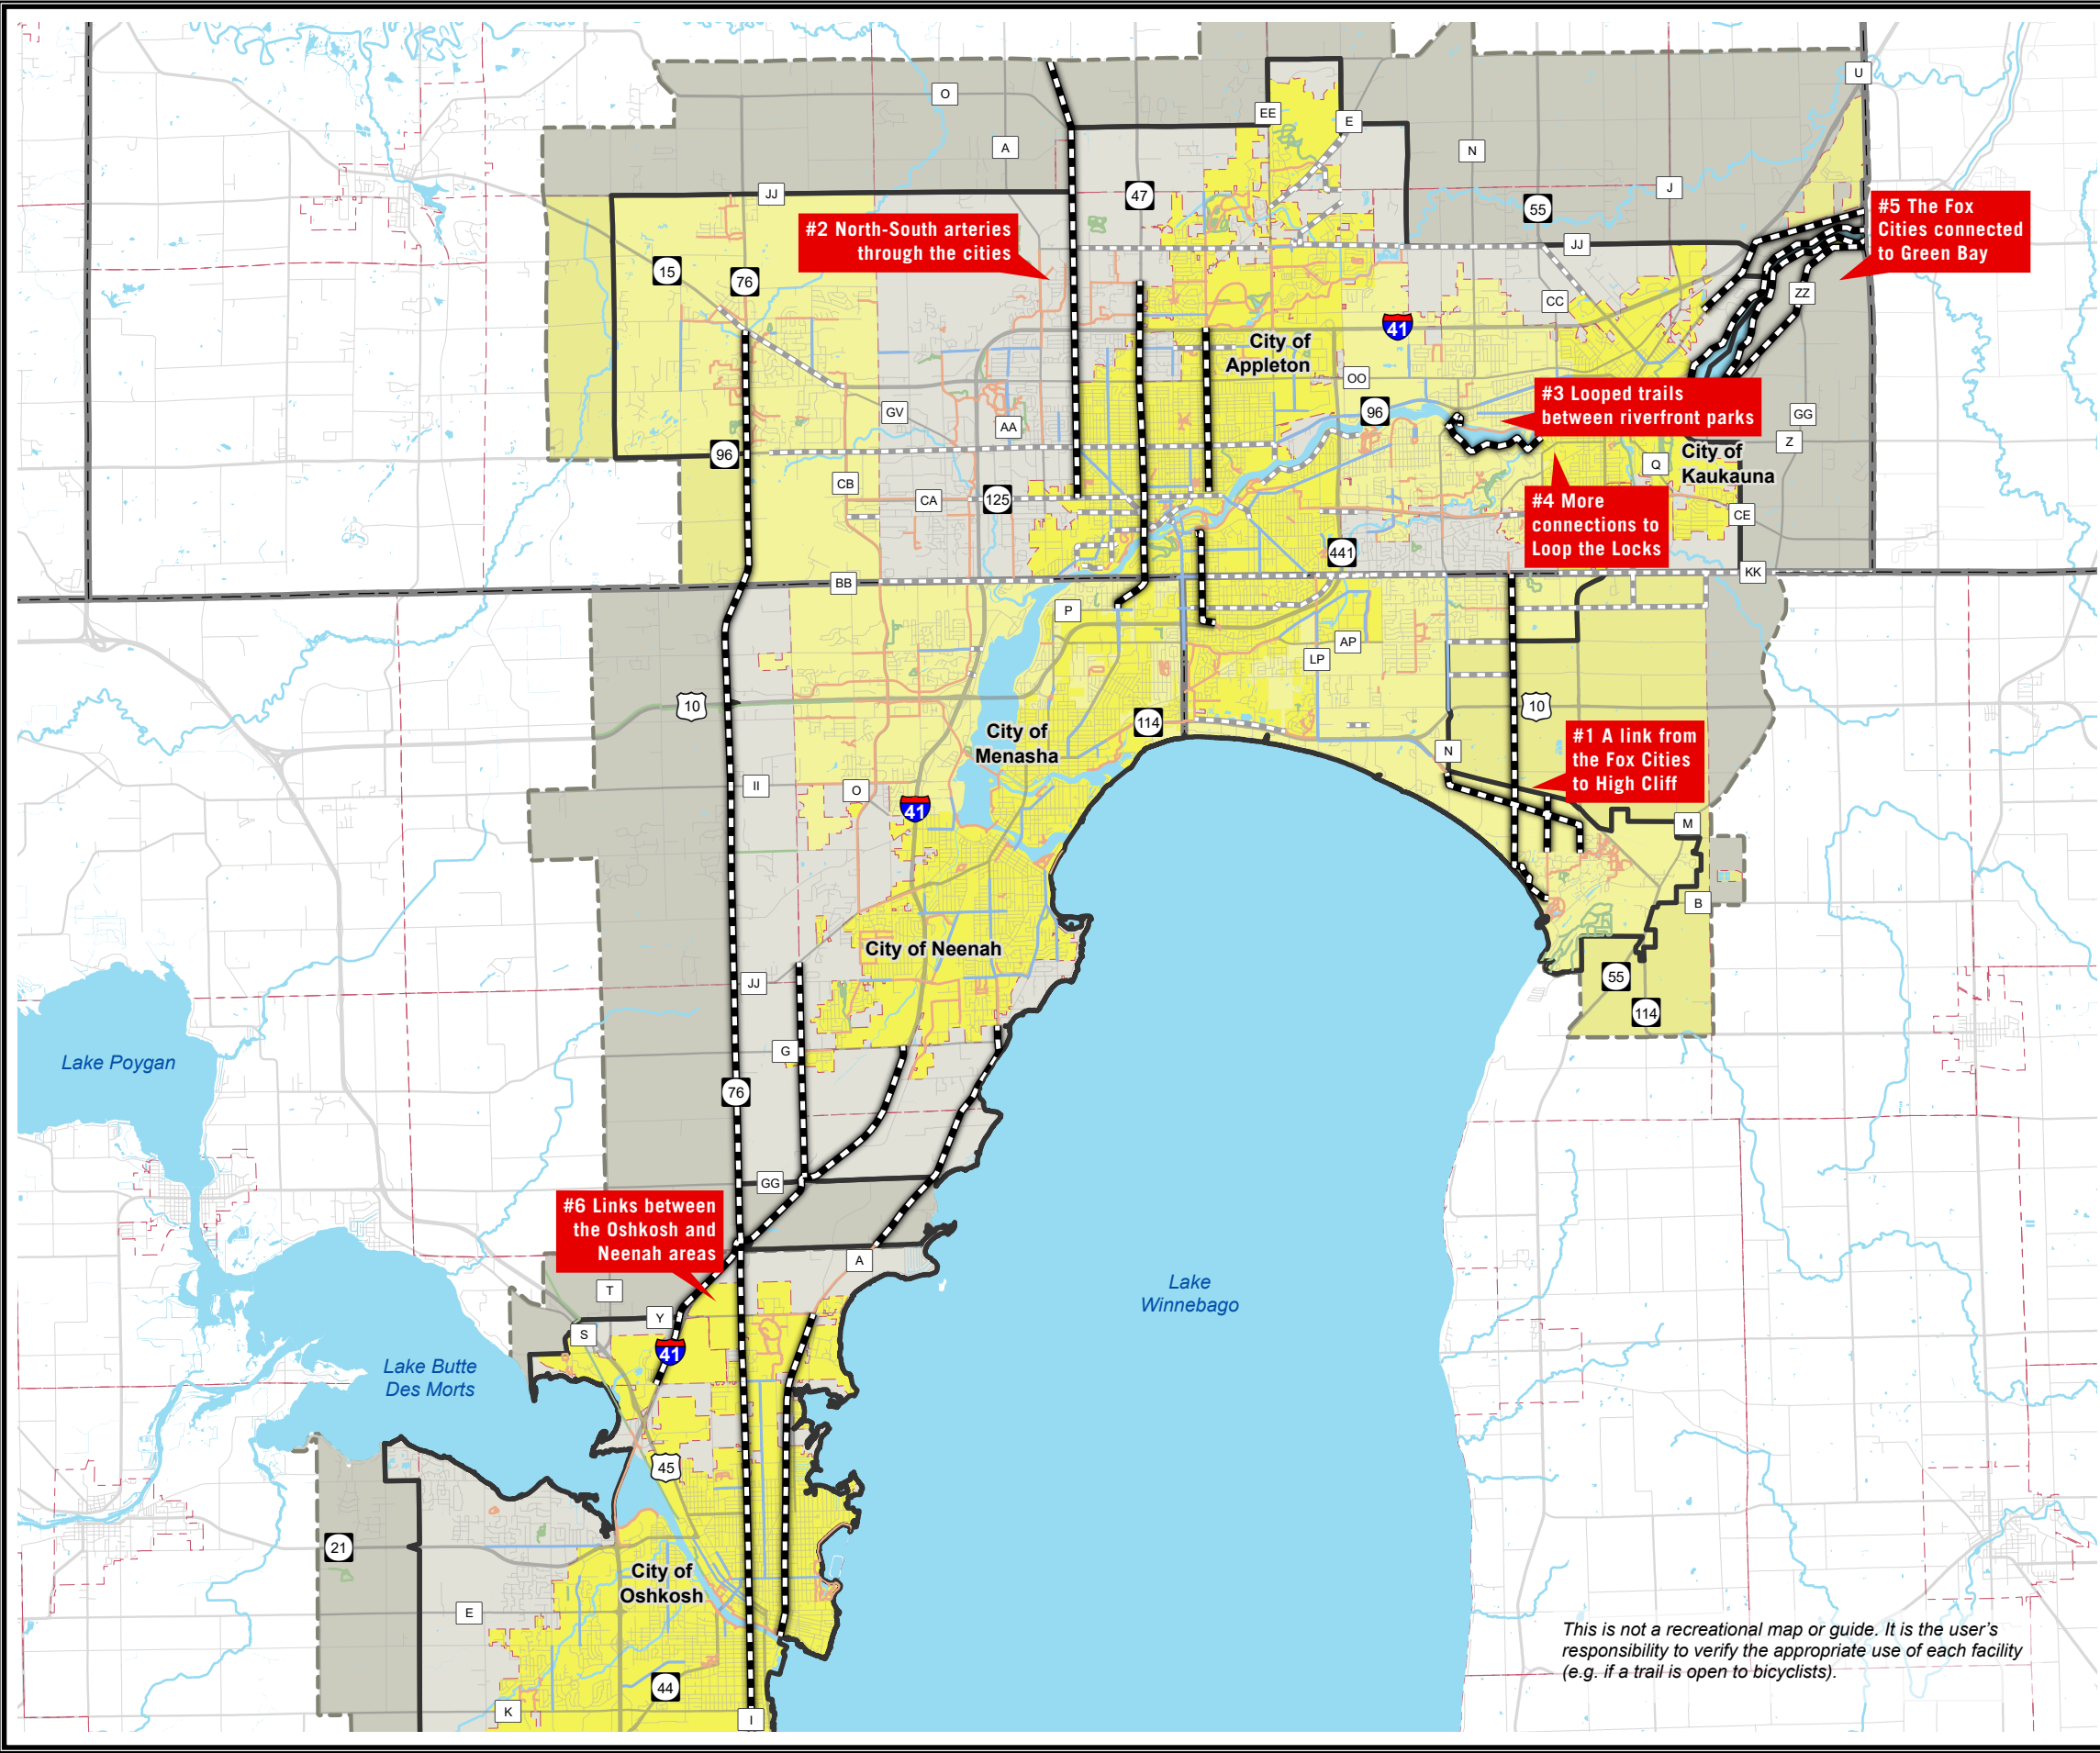 U
O
EE
E
A
N
JJ
47
J
55
#5 The Fox
Cities connected
to Green Bay
#2 North-South arteries
through the cities
JJ
15
76
ZZ
CC
41
City of
Appleton
OO
#3 Looped trails
between riverfront parks
GV
96
AA
GG
Z
96
City of
Kaukauna
Q
CB
CA
125
#4 More
connections to
Loop the Locks
CE
441
KK
BB
P
AP
LP
10
10
114
City of
Menasha
#1 A link from
the Fox Cities
to High Cliff
N
II
O
41
M
B
City of Neenah
JJ
55
114
G
Lake Poygan
76
GG
#6 Links between
the Oshkosh and
Neenah areas
A
T
Lake
Winnebago
Y
S
41
Lake Butte
Des Morts
45
21
City of
Oshkosh
E
This is not a recreational map or guide. It is the user's
responsibility to verify the appropriate use of each facility
(e.g. if a trail is open to bicyclists).
44
K
I